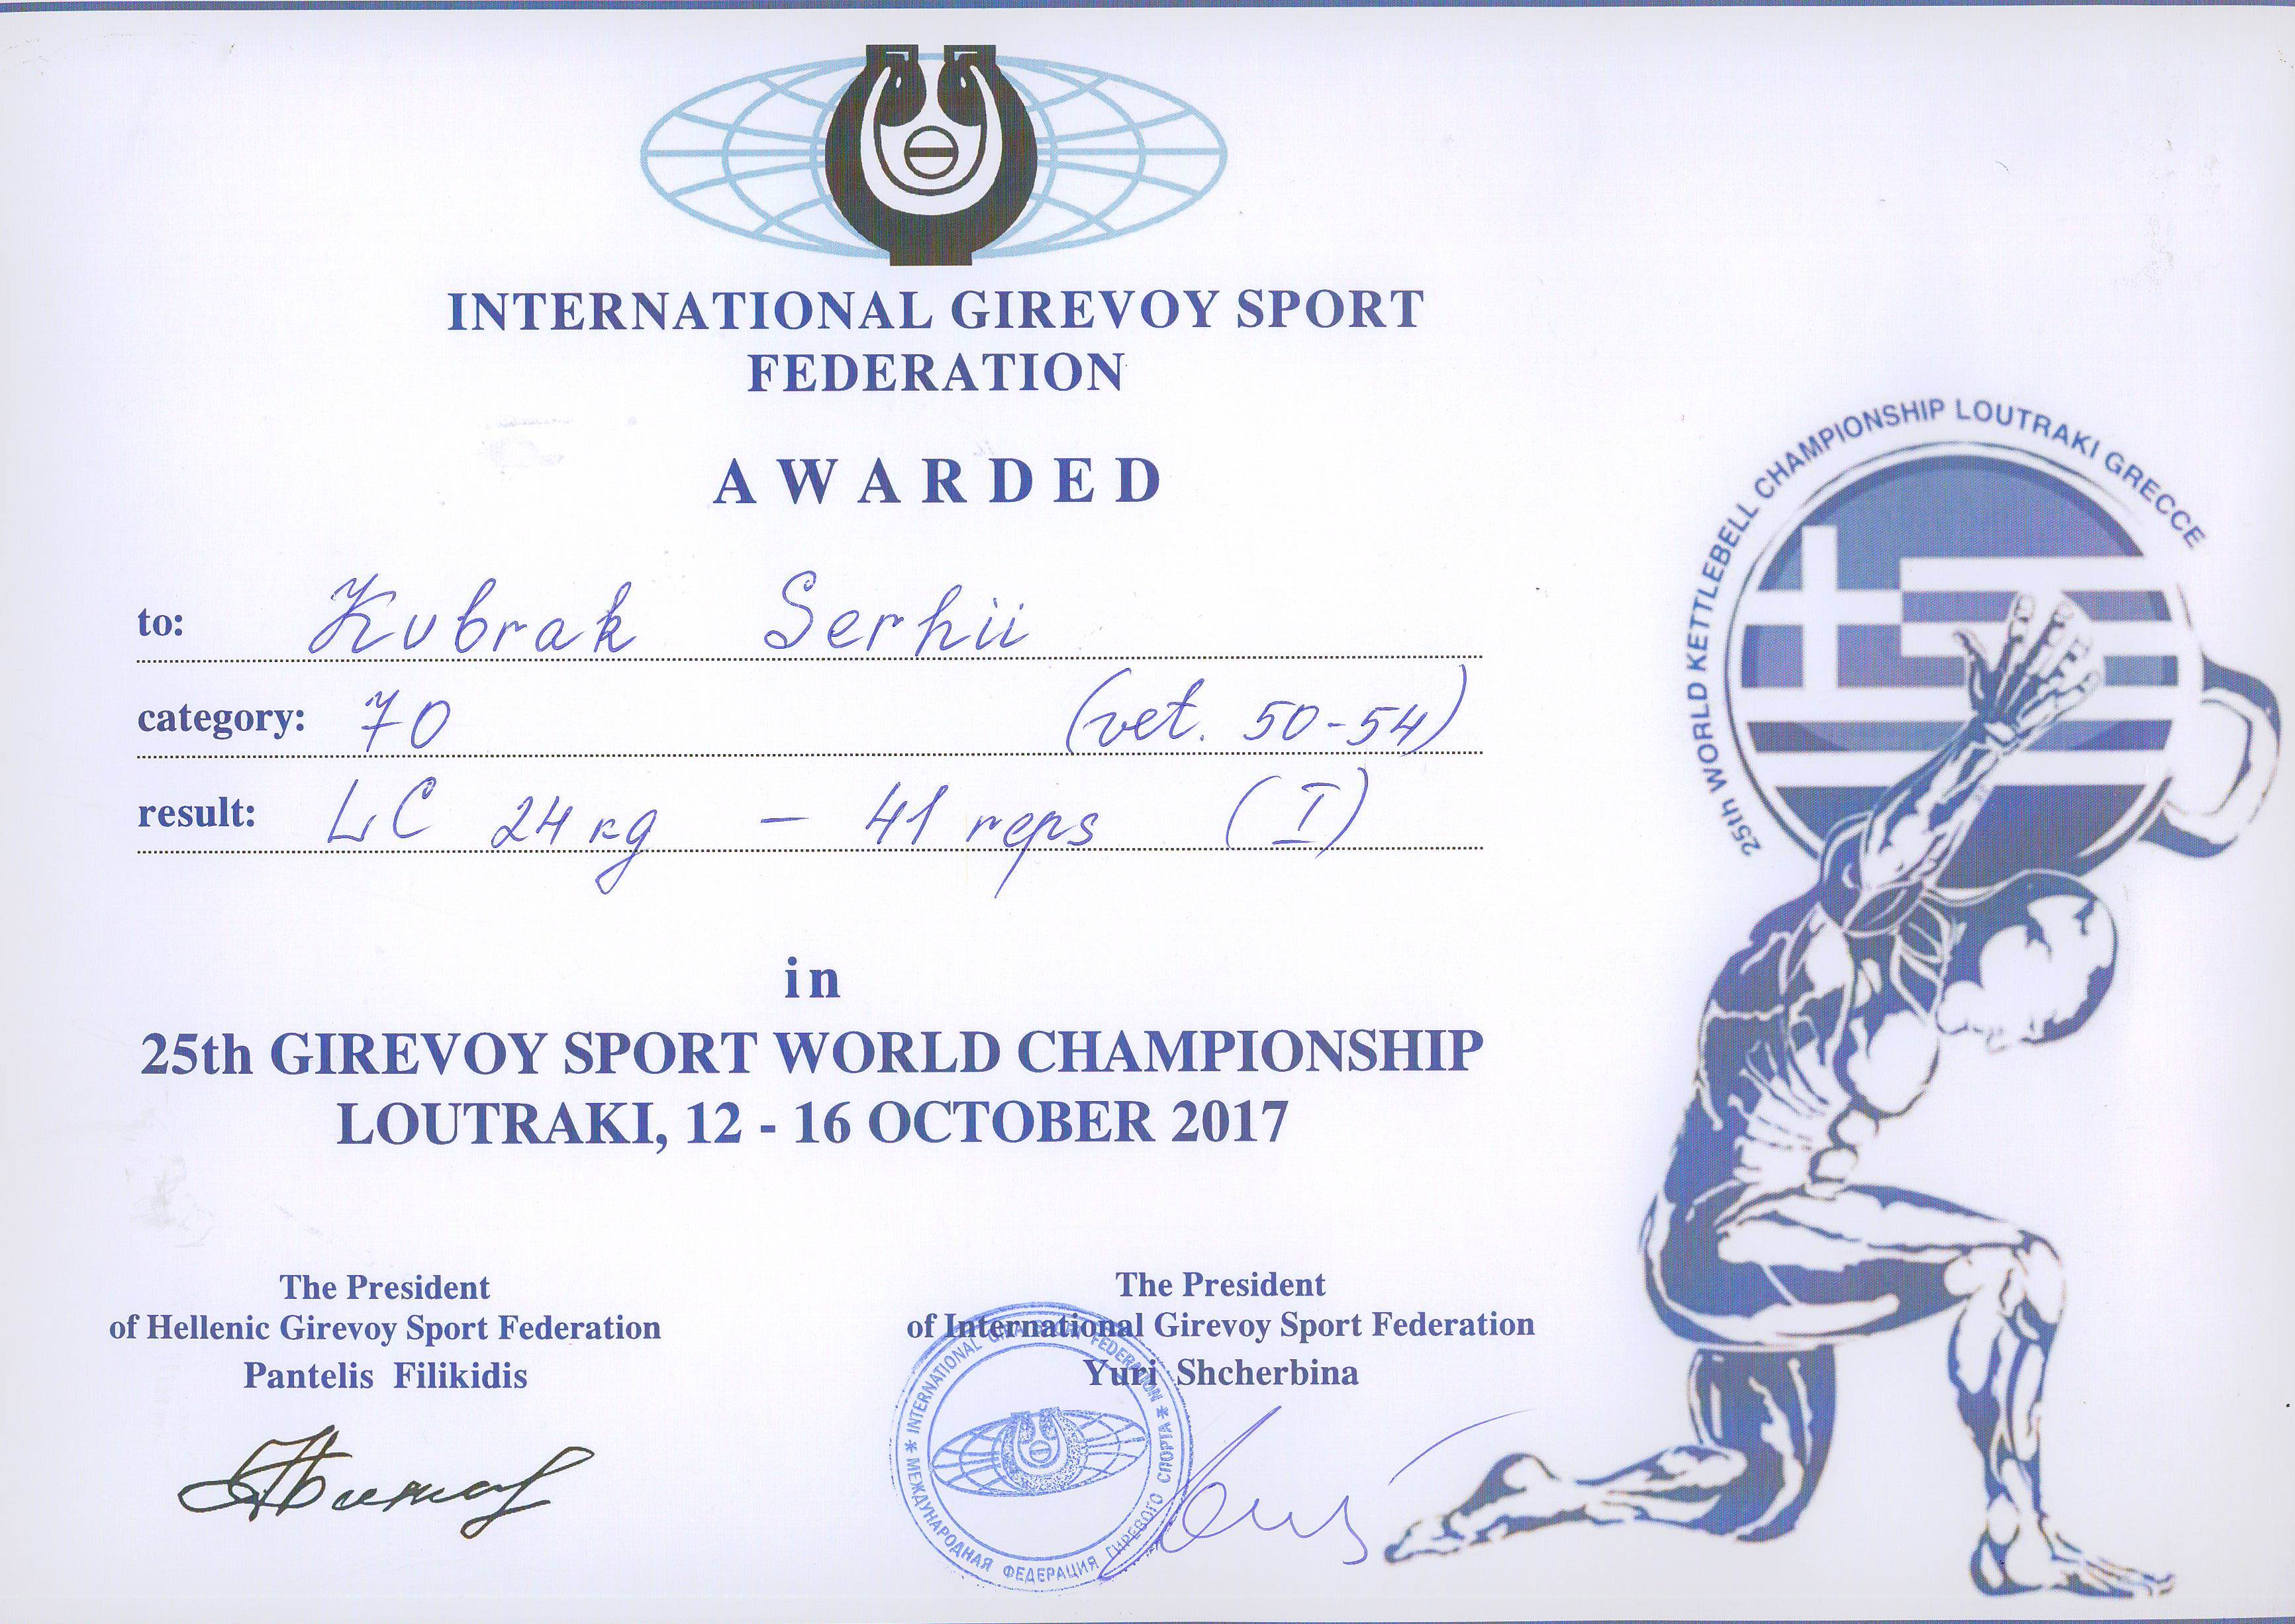 INTERNATIONAL GIREVOY SPORT
FEDERATION
AWARDED
to: Kubrak Serhii
category: 70 (vet. 50-54)
result: LC 24 kg — 41 reps (I)
in
25th GIREVOY SPORT WORLD CHAMPIONSHIP
LOUTRAKI, 12 - 16 OCTOBER 2017
25th WORLD KETTLEBELL CHAMPIONSHIP LOUTRAKI GRECCE
The President
of Hellenic Girevoy Sport Federation
Pantelis Filikidis
The President
of International Girevoy Sport Federation
Yuri Shcherbina
* INTERNATIONAL GIRA SPORT FEDERATION *
МЕЖДУНАРОДНАЯ ФЕДЕРАЦИЯ ГИРЕВОГО СПОРТА